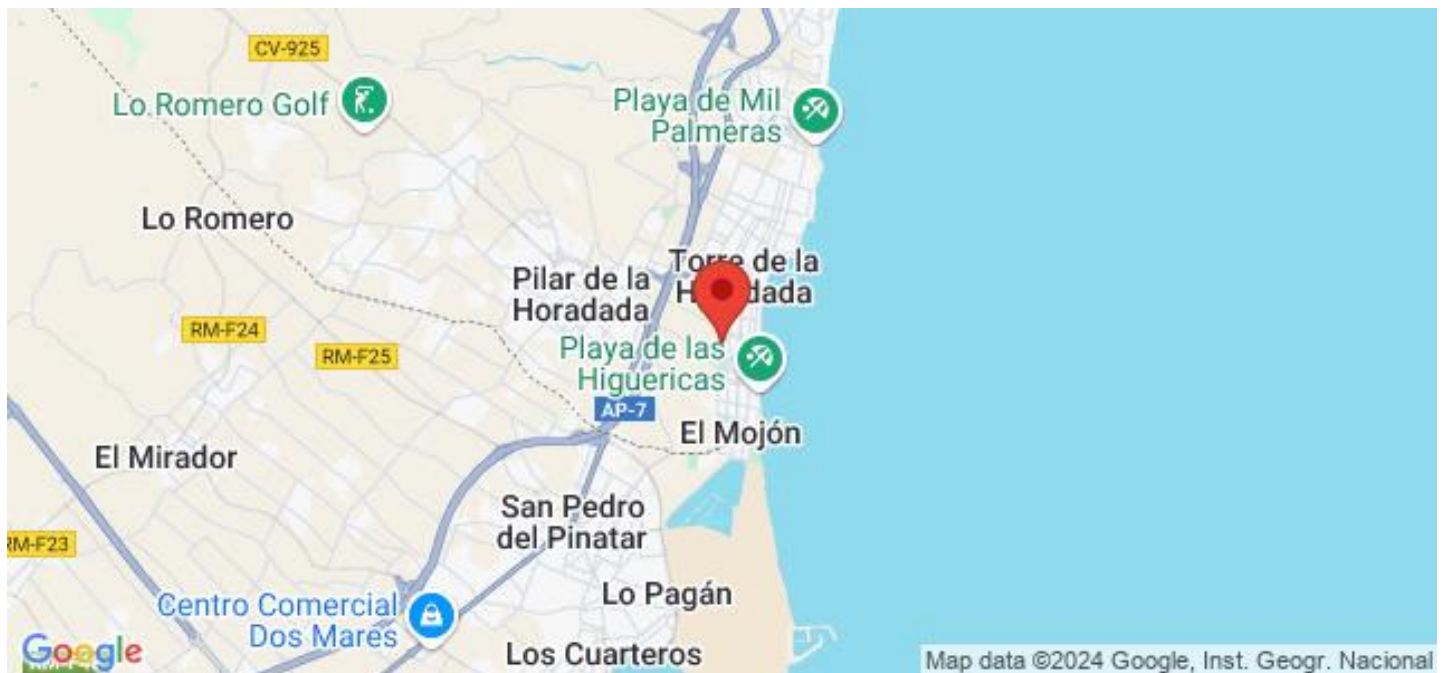 CV-925
Lo Romero Golf
Playa de Mil
Palmeras
Lo Romero
Torre de la
Pilar de la
Horadada
RM-F24
RM-F25
Playa de las
Higuericas
AP-7
El Mojón
El Mirador
San Pedro
del Pinatar
RM-F23
Lo Pagán
Centro Comercial
Dos Mares
Los Cuarteros
Google
Map data ©2024 Google, Inst. Geogr. Nacional